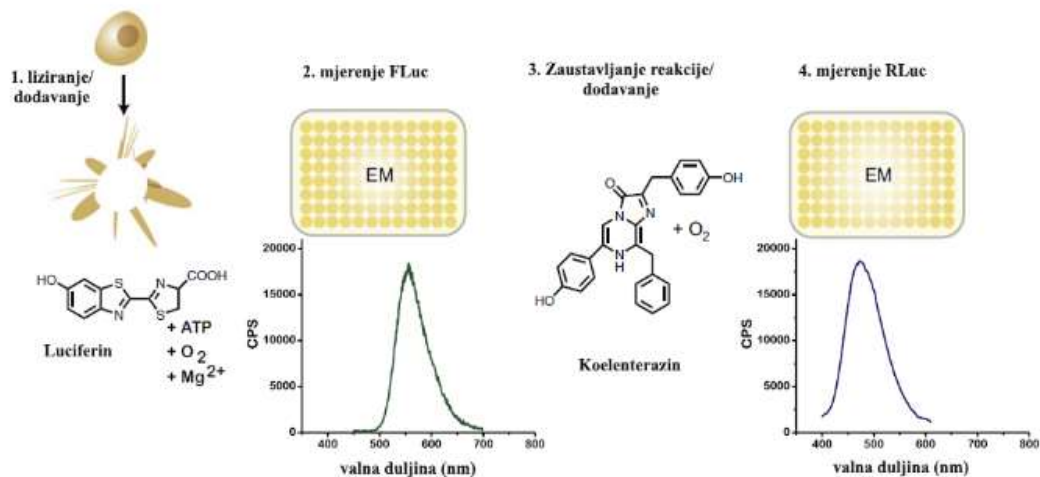 1. liziranje/
dodavanje
HO
S
N
N
S
COOH
Luciferin
+ ATP
+ O2
+ Mg2+
2. mjerenje FLuc
EM
20000
15000
10000
5000
0
CPS
400 500 600 700 800
valna duljina (nm)
3. Zaustavljanje reakcije/
dodavanje
O
OH
N
N
N
H
HO
+ O2
Koelenterazin
4. mjerenje RLuc
EM
20000
15000
10000
5000
0
CPS
400 500 600 700 800
valna duljina (nm)